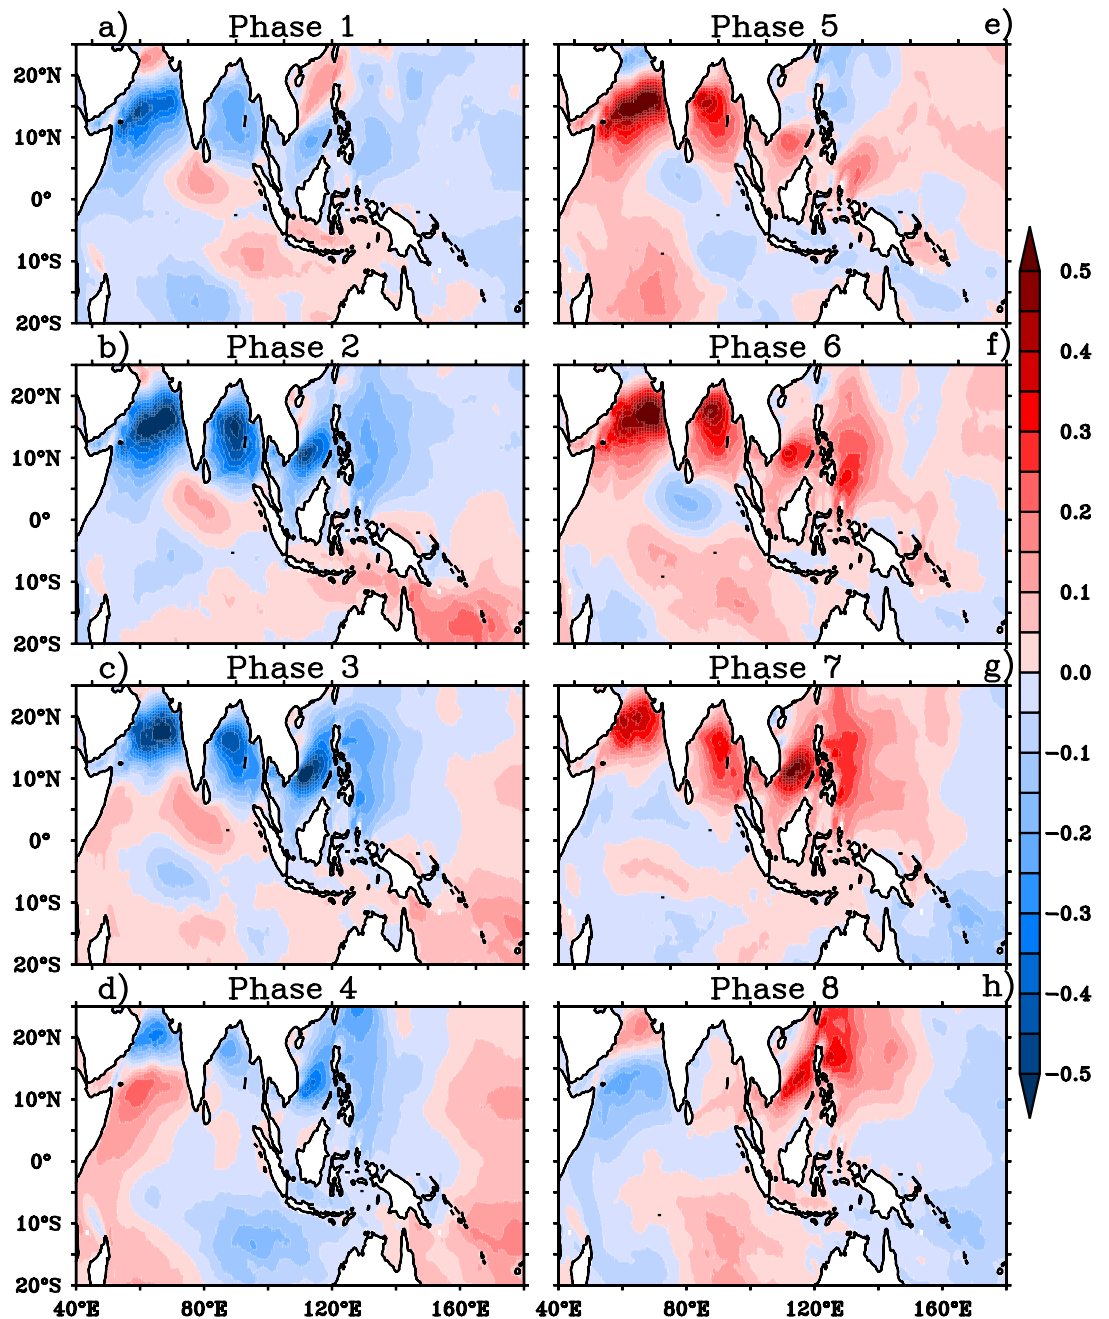 a) Phase 1 Phase 5 e)
20°N
10°N
0°
10°S
20°S
b) Phase 2 Phase 6 f)
20°N
10°N
0°
10°S
20°S
c) Phase 3 Phase 7 g)
20°N
10°N
0°
10°S
20°S
d) Phase 4 Phase 8 h)
20°N
10°N
0°
10°S
20°S
40°E 80°E 120°E 160°E 40°E 80°E 120°E 160°E
0.5
0.4
0.3
0.2
0.1
0.0
-0.1
-0.2
-0.3
-0.4
-0.5